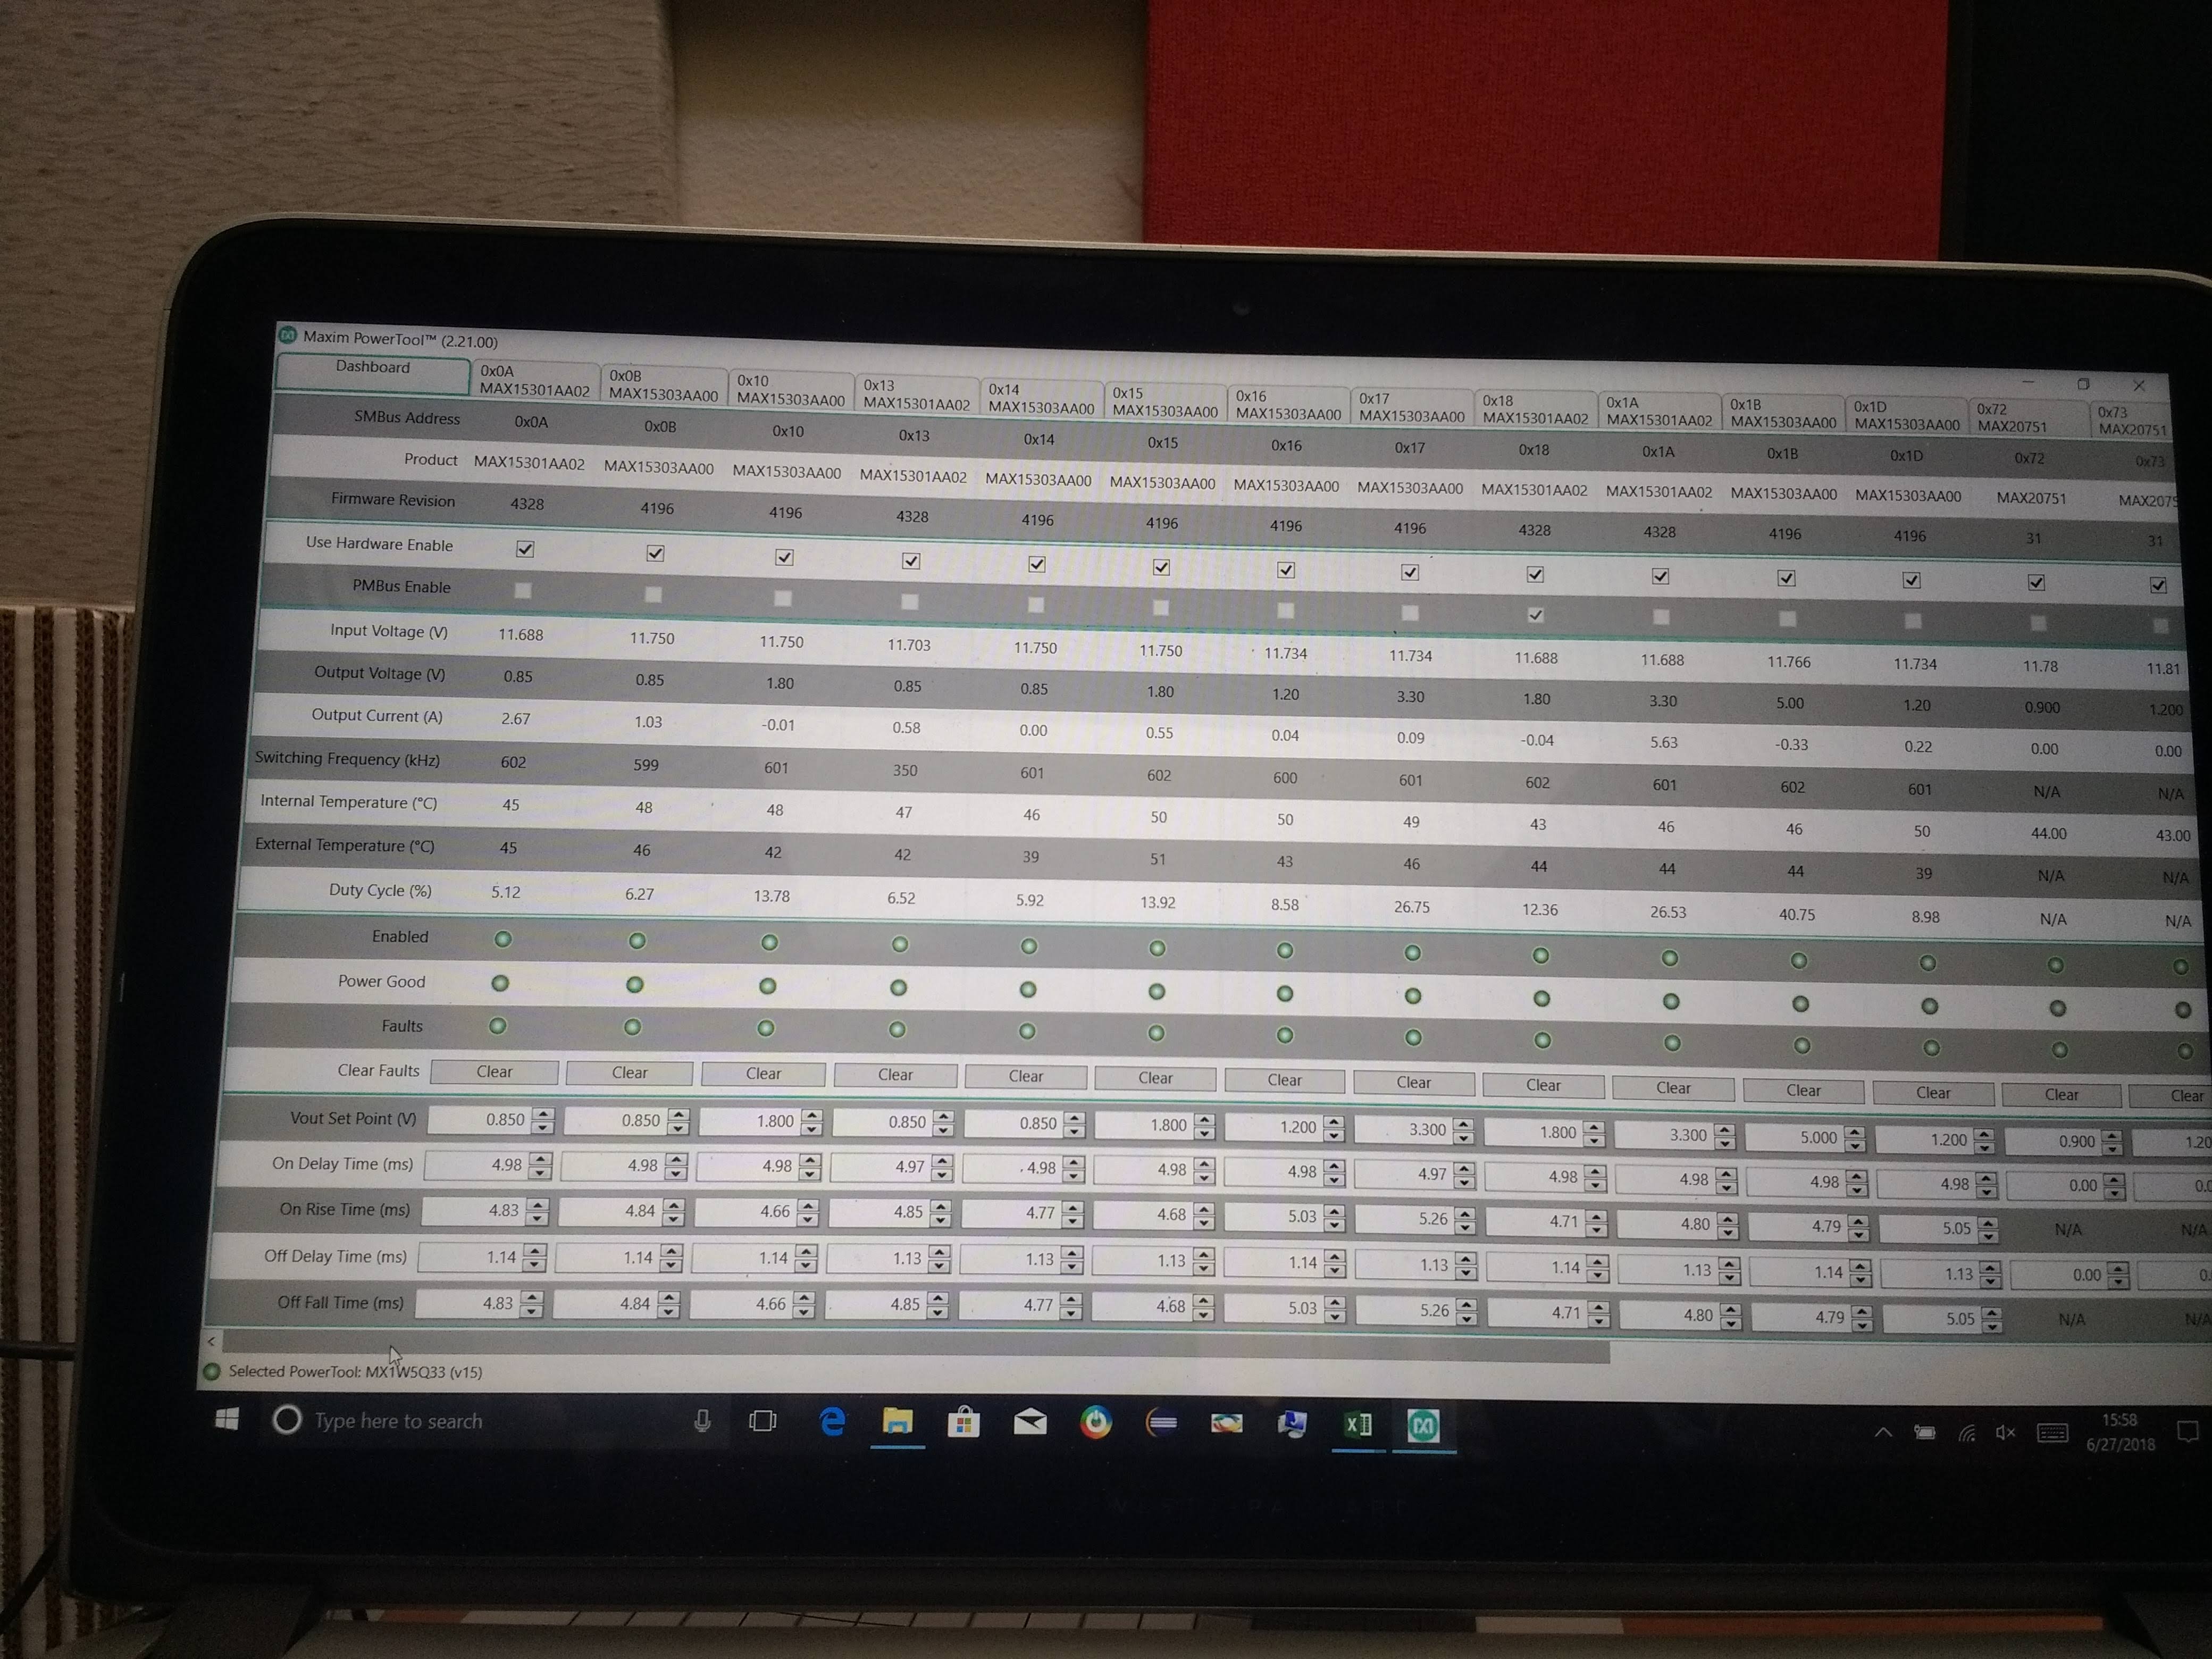 Maxim PowerTool™ (2.21.00)
Dashboard 0x0A MAX15301AA02 0x0B MAX15303AA00 0x10 MAX15303AA00 0x13 MAX15301AA02 0x14 MAX15303AA00 0x15 MAX15303AA00 0x16 MAX15303AA00 0x17 MAX15303AA00 0x18 MAX15301AA02 0x1A MAX15301AA02 0x1B MAX15303AA00 0x1D MAX15303AA00 0x72 MAX20751 0x73 MAX20751
SMBus Address 0x0A 0x0B 0x10 0x13 0x14 0x15 0x16 0x17 0x18 0x1A 0x1B 0x1D 0x72 0x73
Product MAX15301AA02 MAX15303AA00 MAX15303AA00 MAX15301AA02 MAX15303AA00 MAX15303AA00 MAX15303AA00 MAX15303AA00 MAX15301AA02 MAX15301AA02 MAX15303AA00 MAX15303AA00 MAX20751 MAX2075
Firmware Revision 4328 4196 4196 4328 4196 4196 4196 4196 4328 4328 4196 4196 31 31
Use Hardware Enable
PMBus Enable
Input Voltage (V) 11.688 11.750 11.750 11.703 11.750 11.750 11.734 11.734 11.688 11.688 11.766 11.734 11.78 11.81
Output Voltage (V) 0.85 0.85 1.80 0.85 0.85 1.80 1.20 3.30 1.80 3.30 5.00 1.20 0.900 1.200
Output Current (A) 2.67 1.03 -0.01 0.58 0.00 0.55 0.04 0.09 -0.04 5.63 -0.33 0.22 0.00 0.00
Switching Frequency (kHz) 602 599 601 350 601 602 600 601 602 601 602 601 N/A N/A
Internal Temperature (°C) 45 48 48 47 46 50 50 49 43 46 46 50 44.00 43.00
External Temperature (°C) 45 46 42 42 39 51 43 46 44 44 44 39 N/A N/A
Duty Cycle (%) 5.12 6.27 13.78 6.52 5.92 13.92 8.58 26.75 12.36 26.53 40.75 8.98 N/A N/A
Enabled
Power Good
Faults
Clear Faults Clear Clear Clear Clear Clear Clear Clear Clear Clear Clear Clear Clear Clear Clear
Vout Set Point (V) 0.850 0.850 1.800 0.850 0.850 1.800 1.200 3.300 1.800 3.300 5.000 1.200 0.900 1.20
On Delay Time (ms) 4.98 4.98 4.98 4.97 4.98 4.98 4.98 4.97 4.98 4.98 4.98 4.98 0.00 0.0
On Rise Time (ms) 4.83 4.84 4.66 4.85 4.77 4.68 5.03 5.26 4.71 4.80 4.79 5.05 N/A N/A
Off Delay Time (ms) 1.14 1.14 1.14 1.13 1.13 1.13 1.14 1.13 1.14 1.13 1.14 1.13 0.00 0.
Off Fall Time (ms) 4.83 4.84 4.66 4.85 4.77 4.68 5.03 5.26 4.71 4.80 4.79 5.05 N/A N/A
Selected PowerTool: MX1W5Q33 (v15)
Type here to search
15:58
6/27/2018